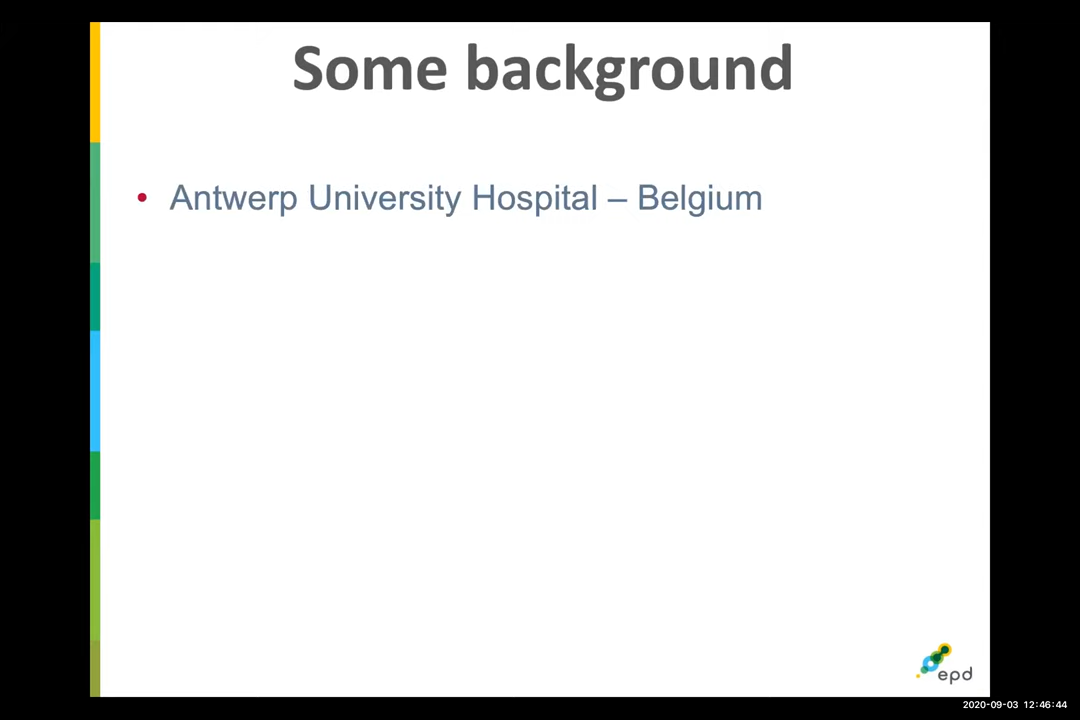 Some background
• Antwerp University Hospital – Belgium
epd
2020-09-03 12:46:44